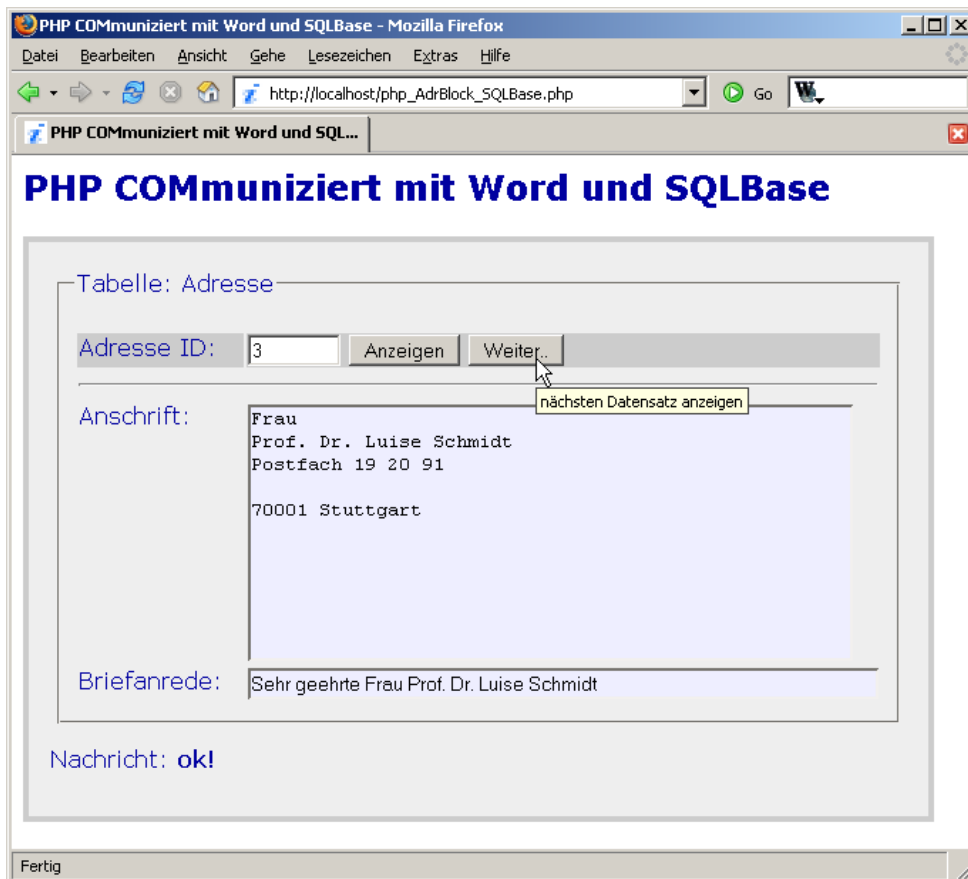 PHP COMmuniziert mit Word und SQLBase - Mozilla Firefox
Datei Bearbeiten Ansicht Gehe Lesezeichen Extras Hilfe
http://localhost/php_AdrBlock_SQLBase.php Go W
PHP COMmuniziert mit Word und SQL...
PHP COMmuniziert mit Word und SQLBase
Tabelle: Adresse
Adresse ID: 3 Anzeigen Weiter..
nächsten Datensatz anzeigen
Anschrift: Frau
Prof. Dr. Luise Schmidt
Postfach 19 20 91
70001 Stuttgart
Briefanrede: Sehr geehrte Frau Prof. Dr. Luise Schmidt
Nachricht: ok!
Fertig